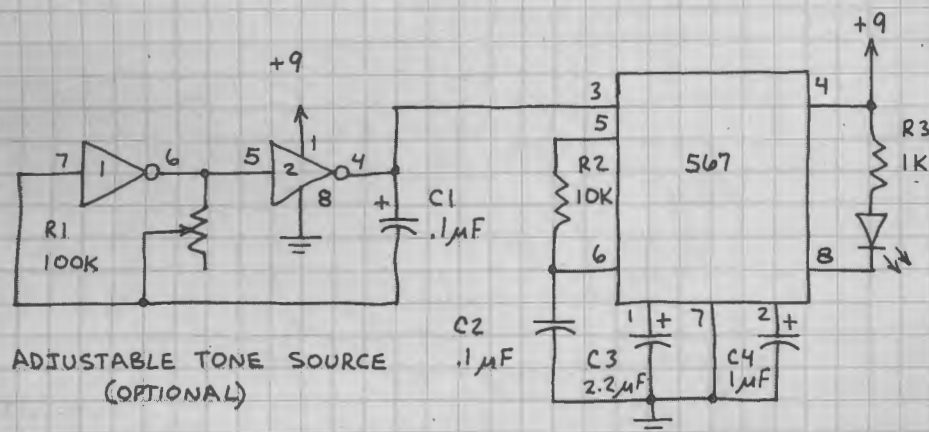 +9
7
1
6
5
2
1
8
4
R1
100K
+
C1
.1µF
ADJUSTABLE TONE SOURCE
(OPTIONAL)
+9
3
5
R2
10K
6
567
4
R3
1K
8
C2
.1µF
1
+
7
2
+
C3
2.2µF
C4
1µF